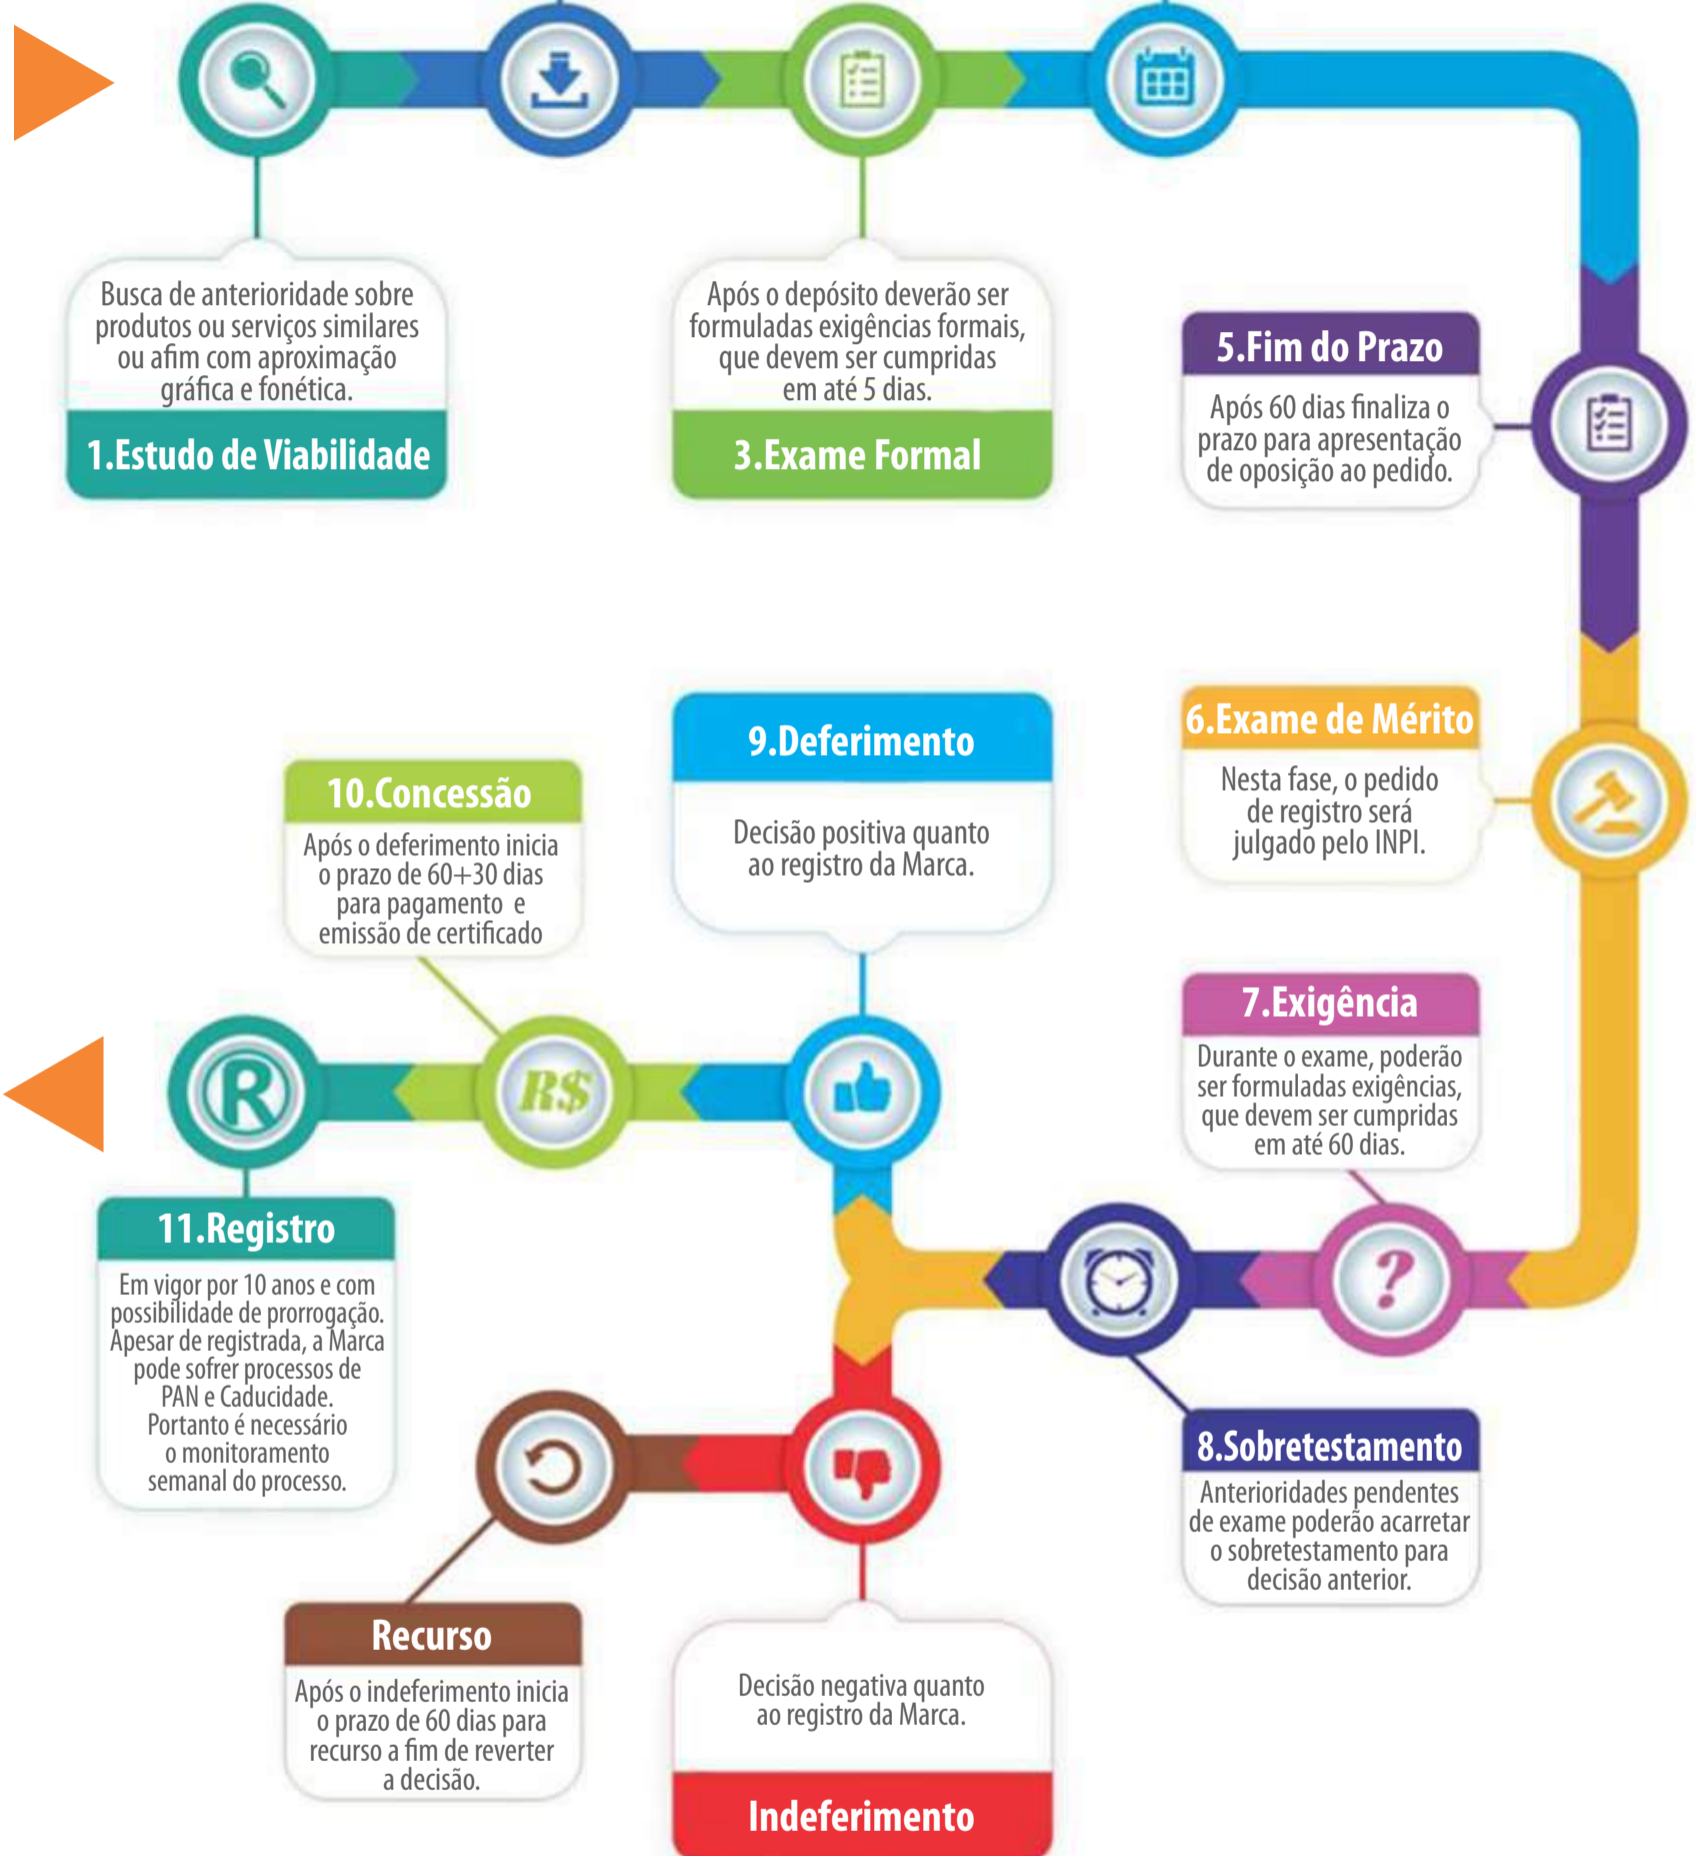 Busca de anterioridade sobre
produtos ou serviços similares
ou afim com aproximação
gráfica e fonética.
1.Estudo de Viabilidade
Após o depósito deverão ser
formuladas exigências formais,
que devem ser cumpridas
em até 5 dias.
3.Exame Formal
5.Fim do Prazo
Após 60 dias finaliza o
prazo para apresentação
de oposição ao pedido.
6.Exame de Mérito
Nesta fase, o pedido
de registro será
julgado pelo INPI.
7.Exigência
Durante o exame, poderão
ser formuladas exigências,
que devem ser cumpridas
em até 60 dias.
?
8.Sobretestamento
Anterioridades pendentes
de exame poderão acarretar
o sobretestamento para
decisão anterior.
9.Deferimento
Decisão positiva quanto
ao registro da Marca.
10.Concessão
Após o deferimento inicia
o prazo de 60+30 dias
para pagamento e
emissão de certificado
R$
®
11.Registro
Em vigor por 10 anos e com
possibilidade de prorrogação.
Apesar de registrada, a Marca
pode sofrer processos de
PAN e Caducidade.
Portanto é necessário
o monitoramento
semanal do processo.
Recurso
Após o indeferimento inicia
o prazo de 60 dias para
recurso a fim de reverter
a decisão.
Decisão negativa quanto
ao registro da Marca.
Indeferimento